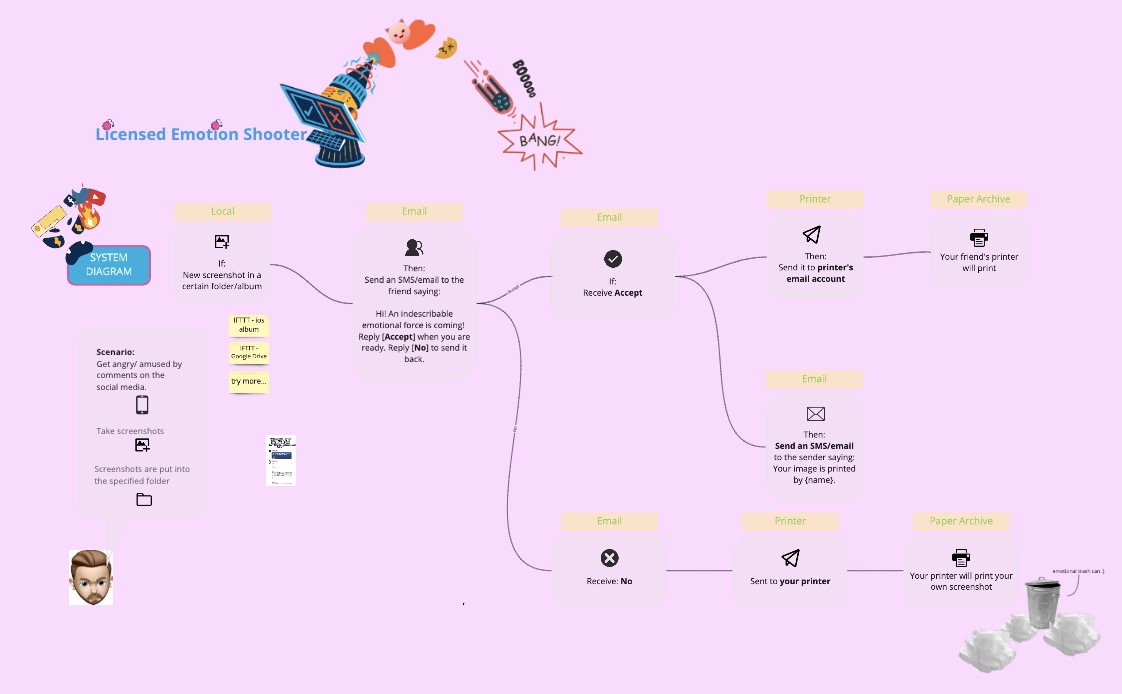 BOOOOO
BANG!
Licensed Emotion Shooter
SYSTEM
DIAGRAM
Local
If:
New screenshot in a
certain folder/album
IFTTT - ios
album
IFTTT -
Google Drive
try more...
Scenario:
Get angry/ amused by
comments on the
social media.
Take screenshots
Screenshots are put into
the specified folder
Email
Then:
Send an SMS/email to the
friend saying:
Hi! An indescribable
emotional force is coming!
Reply [Accept] when you are
ready. Reply [No] to send it
back.
Accept
No
Email
If:
Receive Accept
Printer
Then:
Send it to printer's
email account
Paper Archive
Your friend's printer
will print
Email
Then:
Send an SMS/email
to the sender saying:
Your image is printed
by {name}.
Email
Receive: No
Printer
Sent to your printer
Paper Archive
Your printer will print your
own screenshot
emotional trash can :)
,